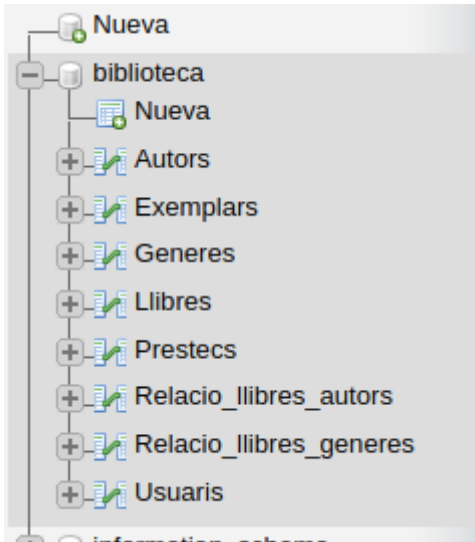 Nueva
biblioteca
Nueva
Autors
Exemplars
Generes
Llibres
Prestecs
Relacio_llibres_autors
Relacio_llibres_generes
Usuaris